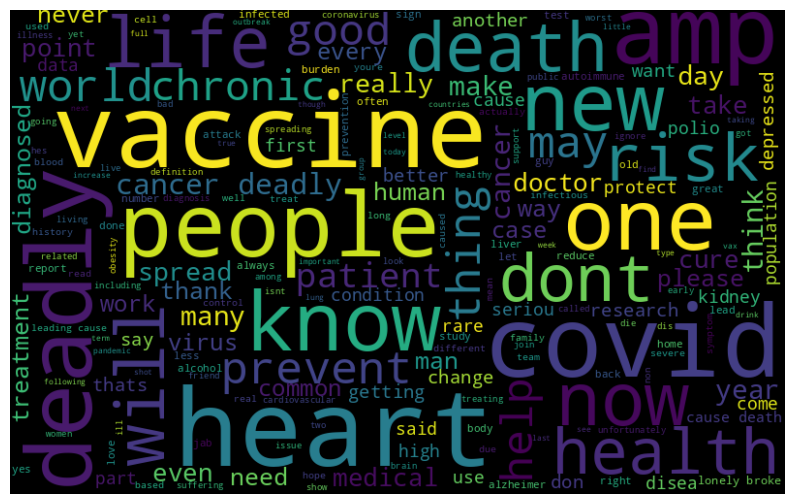 never
cell
outbreak
infected
coronavirus
sign
worst
used
yet
illness
full
youre
test
little
life
good
death
amp
point
data
every
burden
another
public
autoimmune
want
day
world
chronic
really
often
make
cause
countries
actually
taking
take
new
going
bad
though
next
vaccine
spreading
attack
true
first
prevention
level
today
group
polio
support
ignore
guy
got
find
may
risk
depressed
diagnosed
hes
blood
live
increase
definition
cancer deadly
better
healthy
human
cancer
doctor
protect
old
great
infectious
living
number
diagnosis
well
treat
caused
way
one
think
population
history
done
long
case
people
thing
related
read
obesity
always
important
look
liver
week
type
vax
report
spread
among
isnt
let
reduce
mean
dont
cure
including
patient
please
early
deadly
treatment
work
thank
lung
condition
control
study
seriou
called
research
kidney
lead
drink
will
many
know
rare
different
die
dis
symptom
leading cause
say
virus
less
man
family
home
join
severe
covid
term
pandemic
alcohol
prevent
change
team
non
year
thats
friend
common
getting
treating
back
following
shot
real
cardiovascular
said
body
help
now
come
cause death
women
ill
love
jab
two
heart
high
due
last
see
unfortunately
yes
part
issue
hope
brain
health
based
suffering
show
even
need
medical
use
alzheimer
don
right
disea
lonely
broke